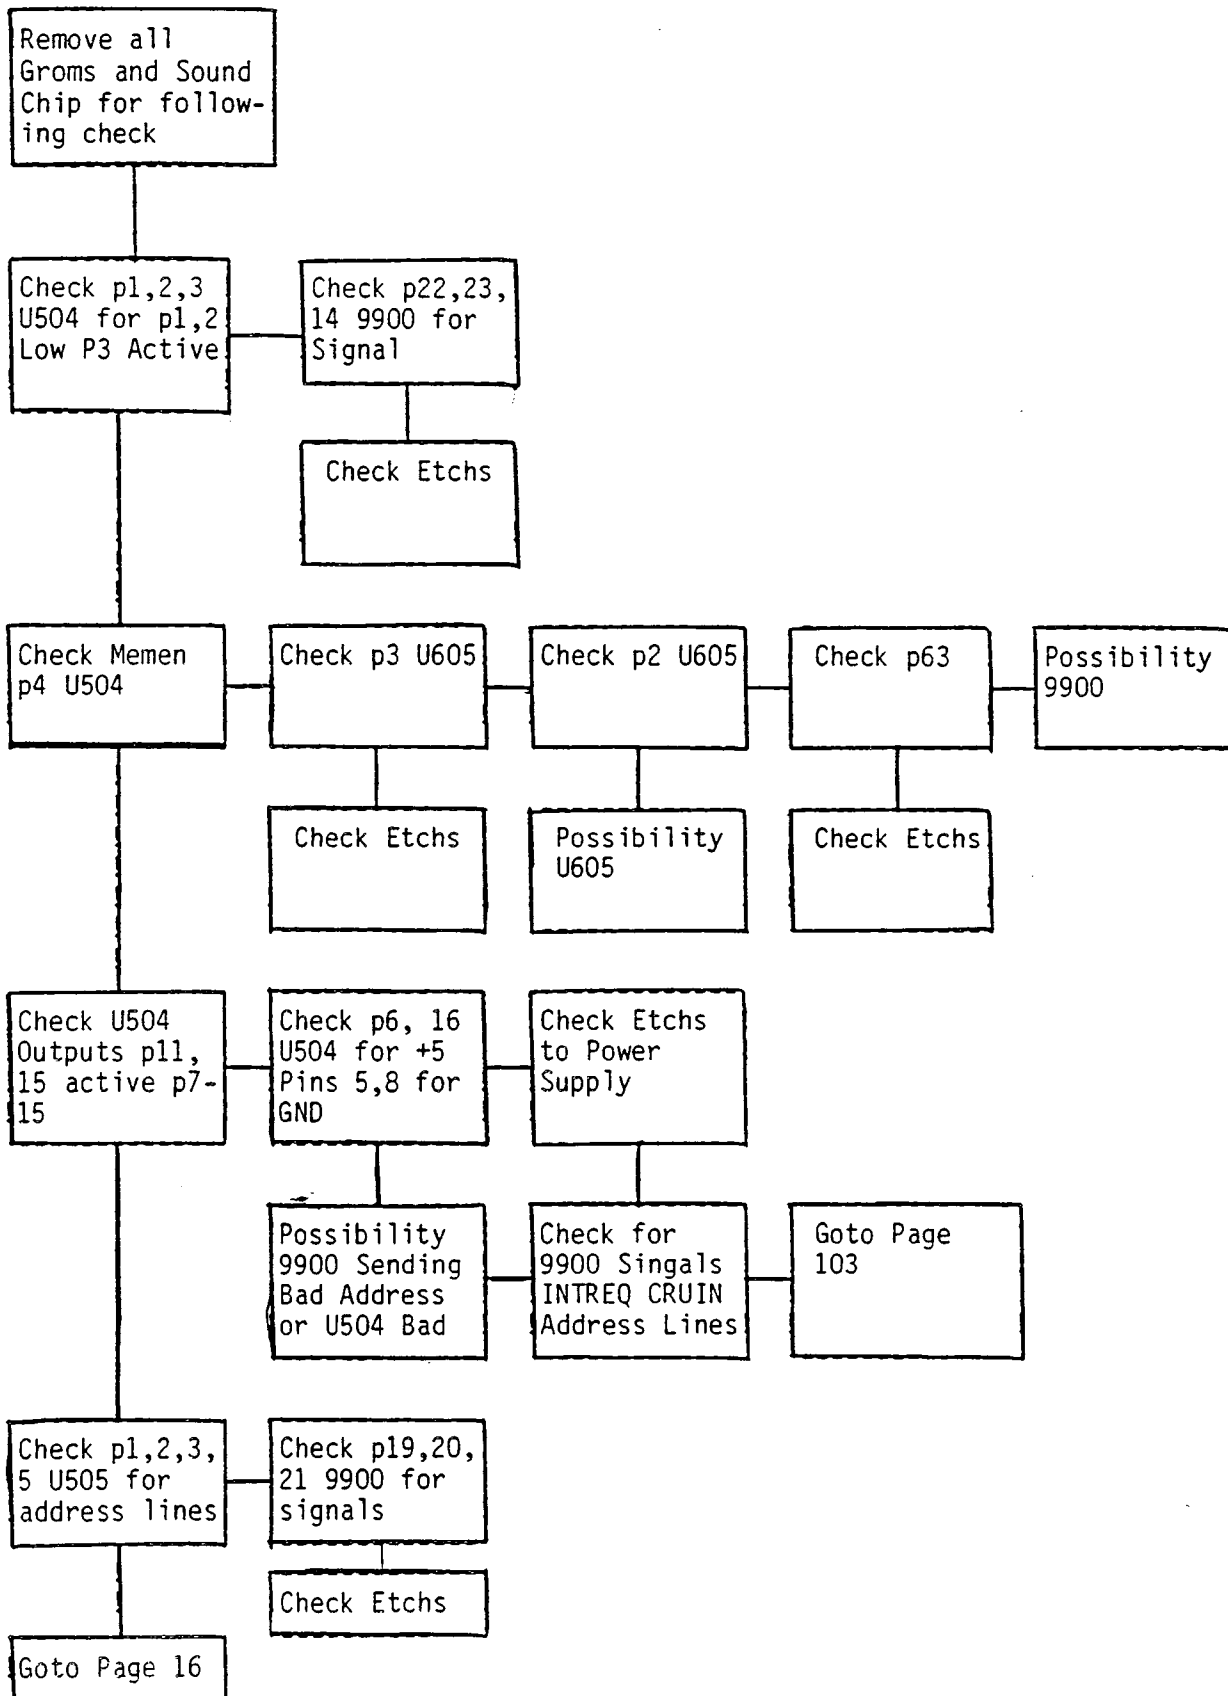 Remove all
Groms and Sound
Chip for follow-
ing check
Check p1,2,3
U504 for p1,2
Low P3 Active
Check p22,23,
14 9900 for
Signal
Check Etchs
Check Memen
p4 U504
Check p3 U605
Check p2 U605
Check p63
Possibility
9900
Check Etchs
Possibility
U605
Check Etchs
Check U504
Outputs p11,
15 active p7-
15
Check p6, 16
U504 for +5
Pins 5,8 for
GND
Check Etchs
to Power
Supply
Possibility
9900 Sending
Bad Address
or U504 Bad
Check for
9900 Singals
INTREQ CRUIN
Address Lines
Goto Page
103
Check p1,2,3,
5 U505 for
address lines
Check p19,20,
21 9900 for
signals
Check Etchs
Goto Page 16